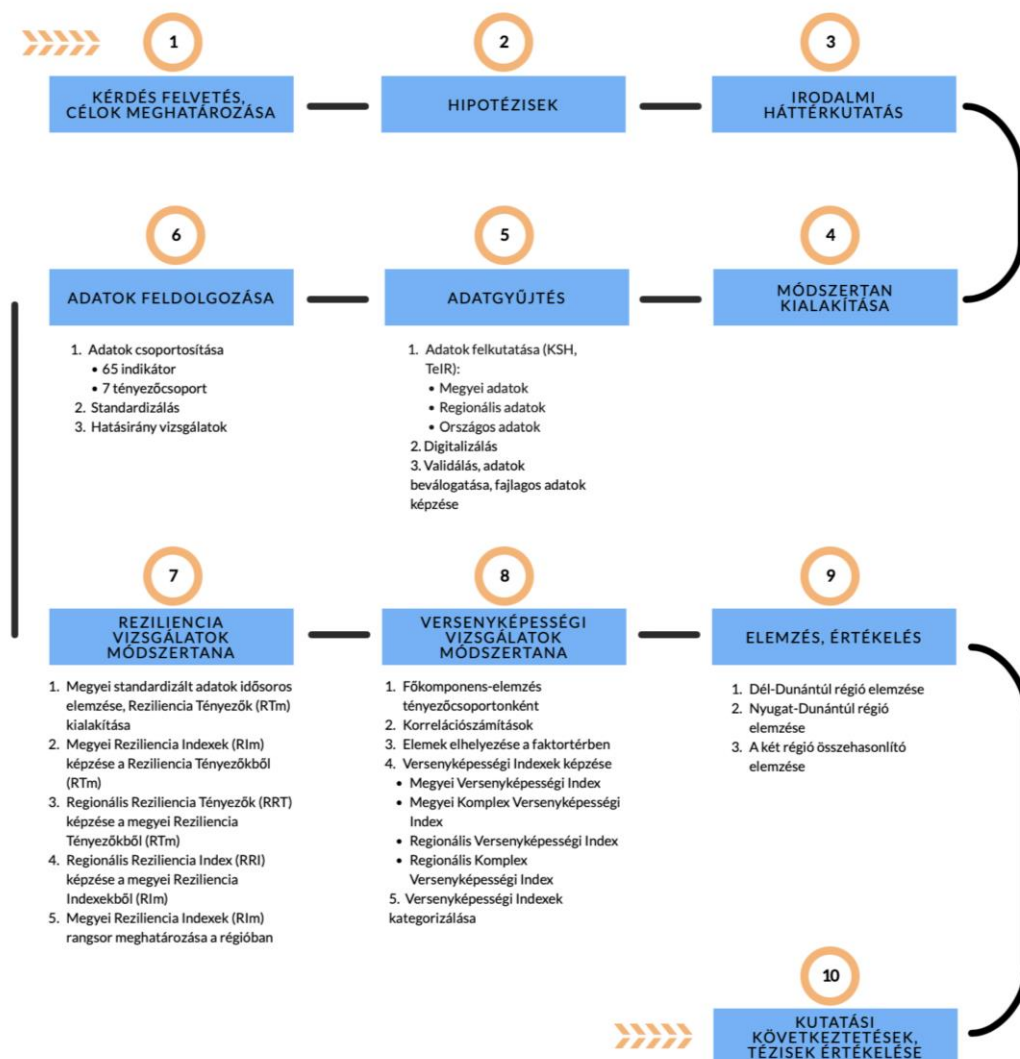 1
KÉRDÉS FELVETÉS,
CÉLOK MEGHATÁROZÁSA
2
HIPOTÉZISEK
3
IRODALMI
HÁTTÉRKUTATÁS
4
MÓDSZERTAN
KIALAKÍTÁSA
5
ADATGYŰJTÉS
1. Adatok felkutatása (KSH,
TeIR):
• Megyei adatok
• Regionális adatok
• Országos adatok
2. Digitalizálás
3. Validálás, adatok
beválogatása, fajlagos adatok
képzése
6
ADATOK FELDOLGOZÁSA
1. Adatok csoportosítása
• 65 indikátor
• 7 tényezőcsoport
2. Standardizálás
3. Hatásirány vizsgálatok
7
REZILIENCIA
VIZSGÁLATOK
MÓDSZERTANA
1. Megyei standardizált adatok idősoros
elemzése, Reziliencia Tényezők (RTm)
kialakítása
2. Megyei Reziliencia Indexek (RIm)
képzése a Reziliencia Tényezőkből
(RTm)
3. Regionális Reziliencia Tényezők (RRT)
képzése a megyei Reziliencia
Tényezőkből (RTm)
4. Regionális Reziliencia Index (RRI)
képzése a megyei Reziliencia
Indexekből (RIm)
5. Megyei Reziliencia Indexek (RIm)
rangsor meghatározása a régióban
8
VERSENYKÉPESSÉGI
VIZSGÁLATOK
MÓDSZERTANA
1. Főkomponens-elemzés
tényezőcsoportonként
2. Korrelációszámítások
3. Elemek elhelyezése a faktortérben
4. Versenyképességi Indexek képzése
• Megyei Versenyképességi Index
• Megyei Komplex Versenyképességi
Index
• Regionális Versenyképességi Index
• Regionális Komplex
Versenyképességi Index
5. Versenyképességi Indexek
kategorizálása
9
ELEMZÉS, ÉRTÉKELÉS
1. Dél-Dunántúl régió elemzése
2. Nyugat-Dunántúl régió
elemzése
3. A két régió összehasonlító
elemzése
10
KUTATÁSI
KÖVETKEZTETÉSEK,
TÉZISEK ÉRTÉKELÉSE